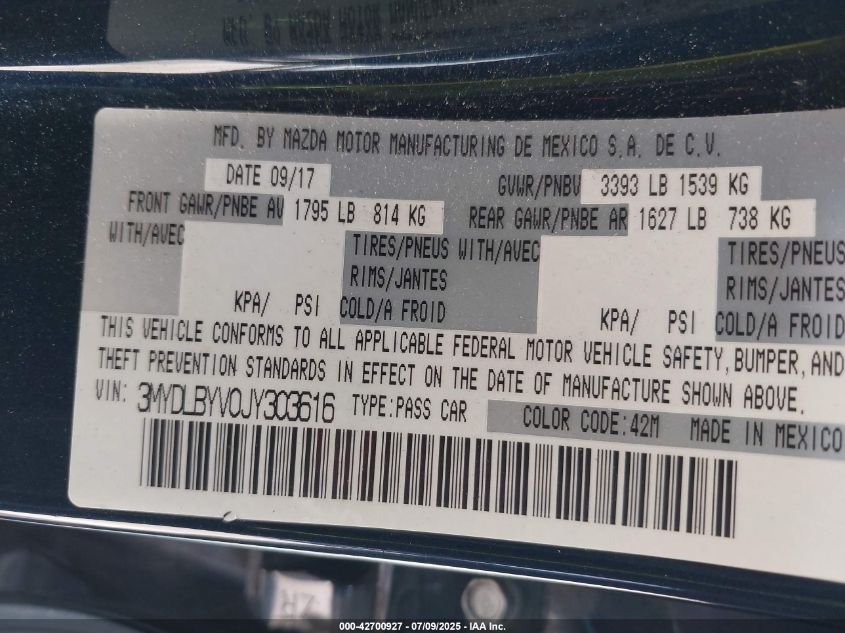 MFD. BY MAZDA MOTOR MANUFACTURING DE MEXICO S.A. DE C.V.
DATE 09/17 GVWR/PNBV 3393 LB 1539 KG
FRONT GAWR/PNBE AV 1795 LB 814 KG REAR GAWR/PNBE AR 1627 LB 738 KG
WITH/AVEC TIRES/PNEUS WITH/AVEC TIRES/PNEUS
RIMS/JANTES RIMS/JANTES
KPA/ PSI COLD/A FROID KPA/ PSI COLD/A FROID
THIS VEHICLE CONFORMS TO ALL APPLICABLE FEDERAL MOTOR VEHICLE SAFETY, BUMPER, AND
THEFT PREVENTION STANDARDS IN EFFECT ON THE DATE OF MANUFACTURE SHOWN ABOVE.
VIN: 3MYDLBYV0JY303616 TYPE:PASS CAR COLOR CODE:42M MADE IN MEXICO
ZR
000-42700927 - 07/09/2025 - IAA Inc.